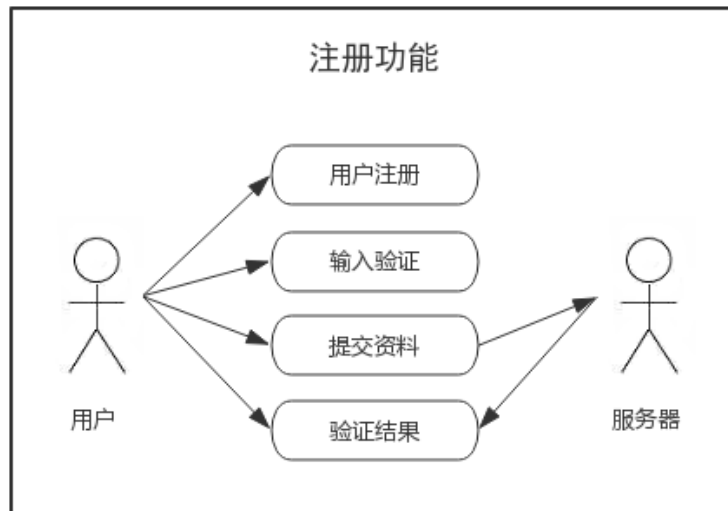 注册功能
用户注册
输入验证
提交资料
验证结果
用户
服务器